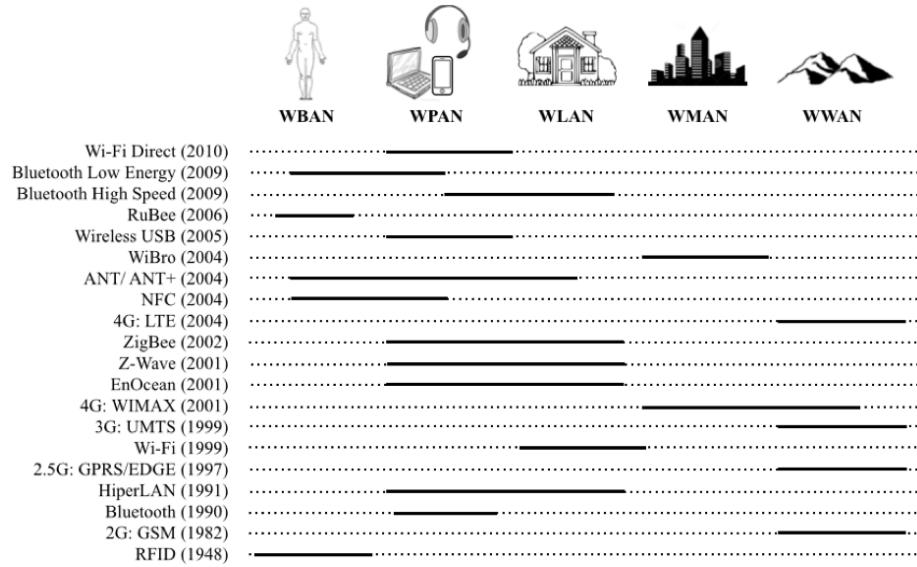 WBAN WPAN WLAN WMAN WWAN
Wi-Fi Direct (2010)
Bluetooth Low Energy (2009)
Bluetooth High Speed (2009)
RuBee (2006)
Wireless USB (2005)
WiBro (2004)
ANT/ ANT+ (2004)
NFC (2004)
4G: LTE (2004)
ZigBee (2002)
Z-Wave (2001)
EnOcean (2001)
4G: WIMAX (2001)
3G: UMTS (1999)
Wi-Fi (1999)
2.5G: GPRS/EDGE (1997)
HiperLAN (1991)
Bluetooth (1990)
2G: GSM (1982)
RFID (1948)